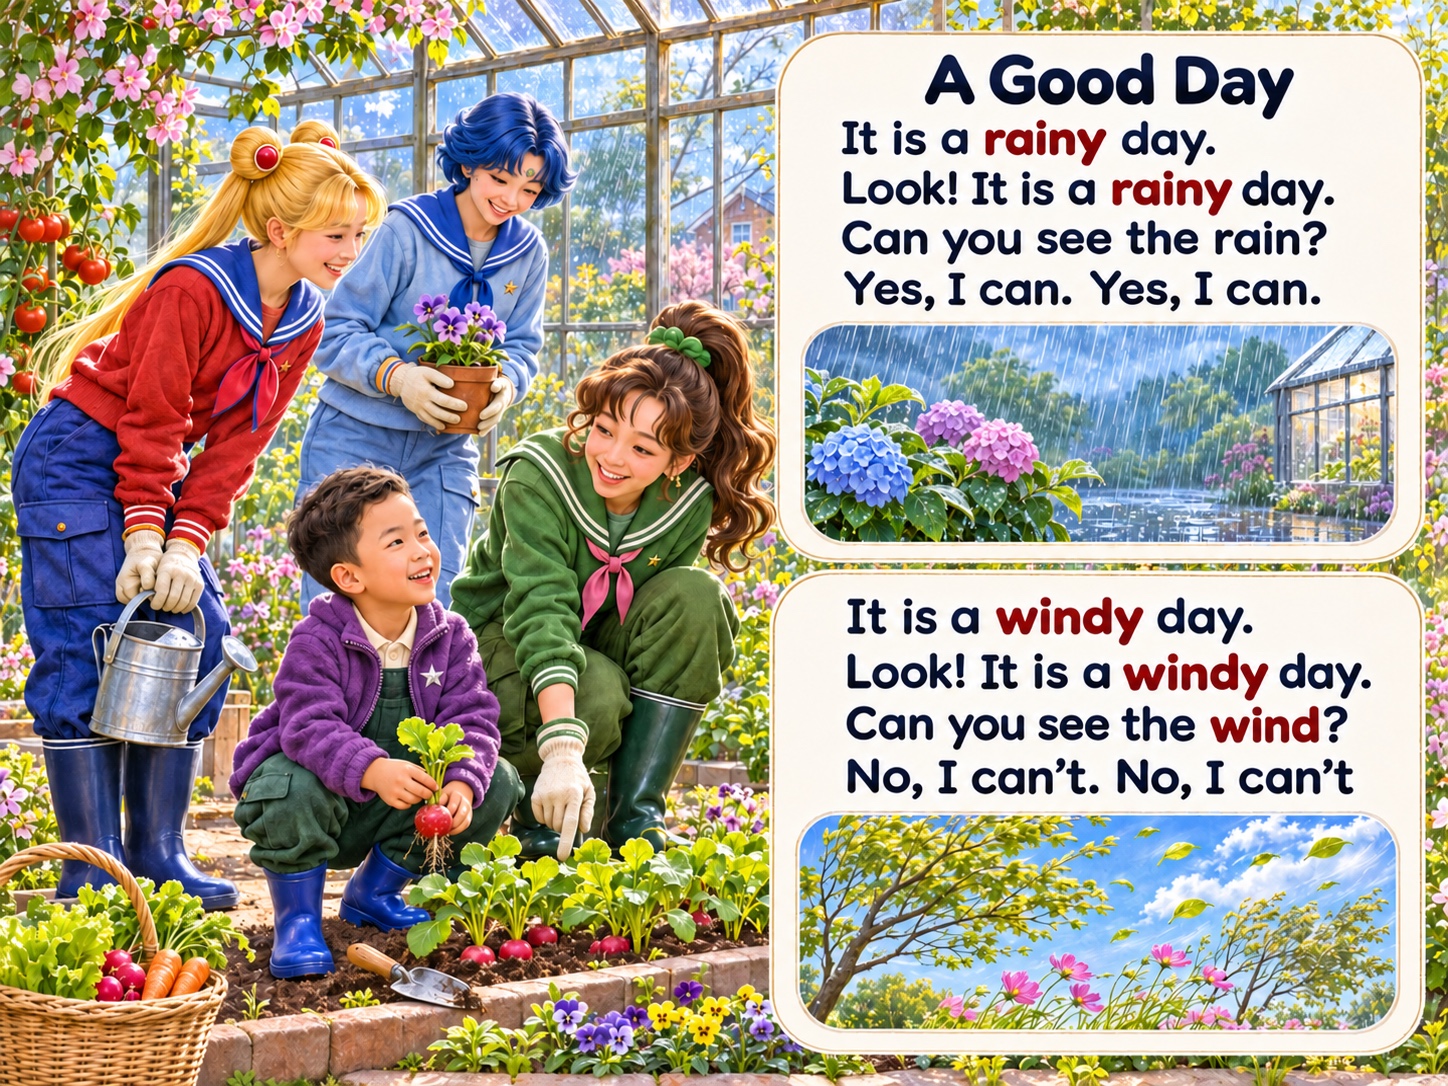 A Good Day
It is a rainy day.
Look! It is a rainy day.
Can you see the rain?
Yes, I can. Yes, I can.
It is a windy day.
Look! It is a windy day.
Can you see the wind?
No, I can't. No, I can't